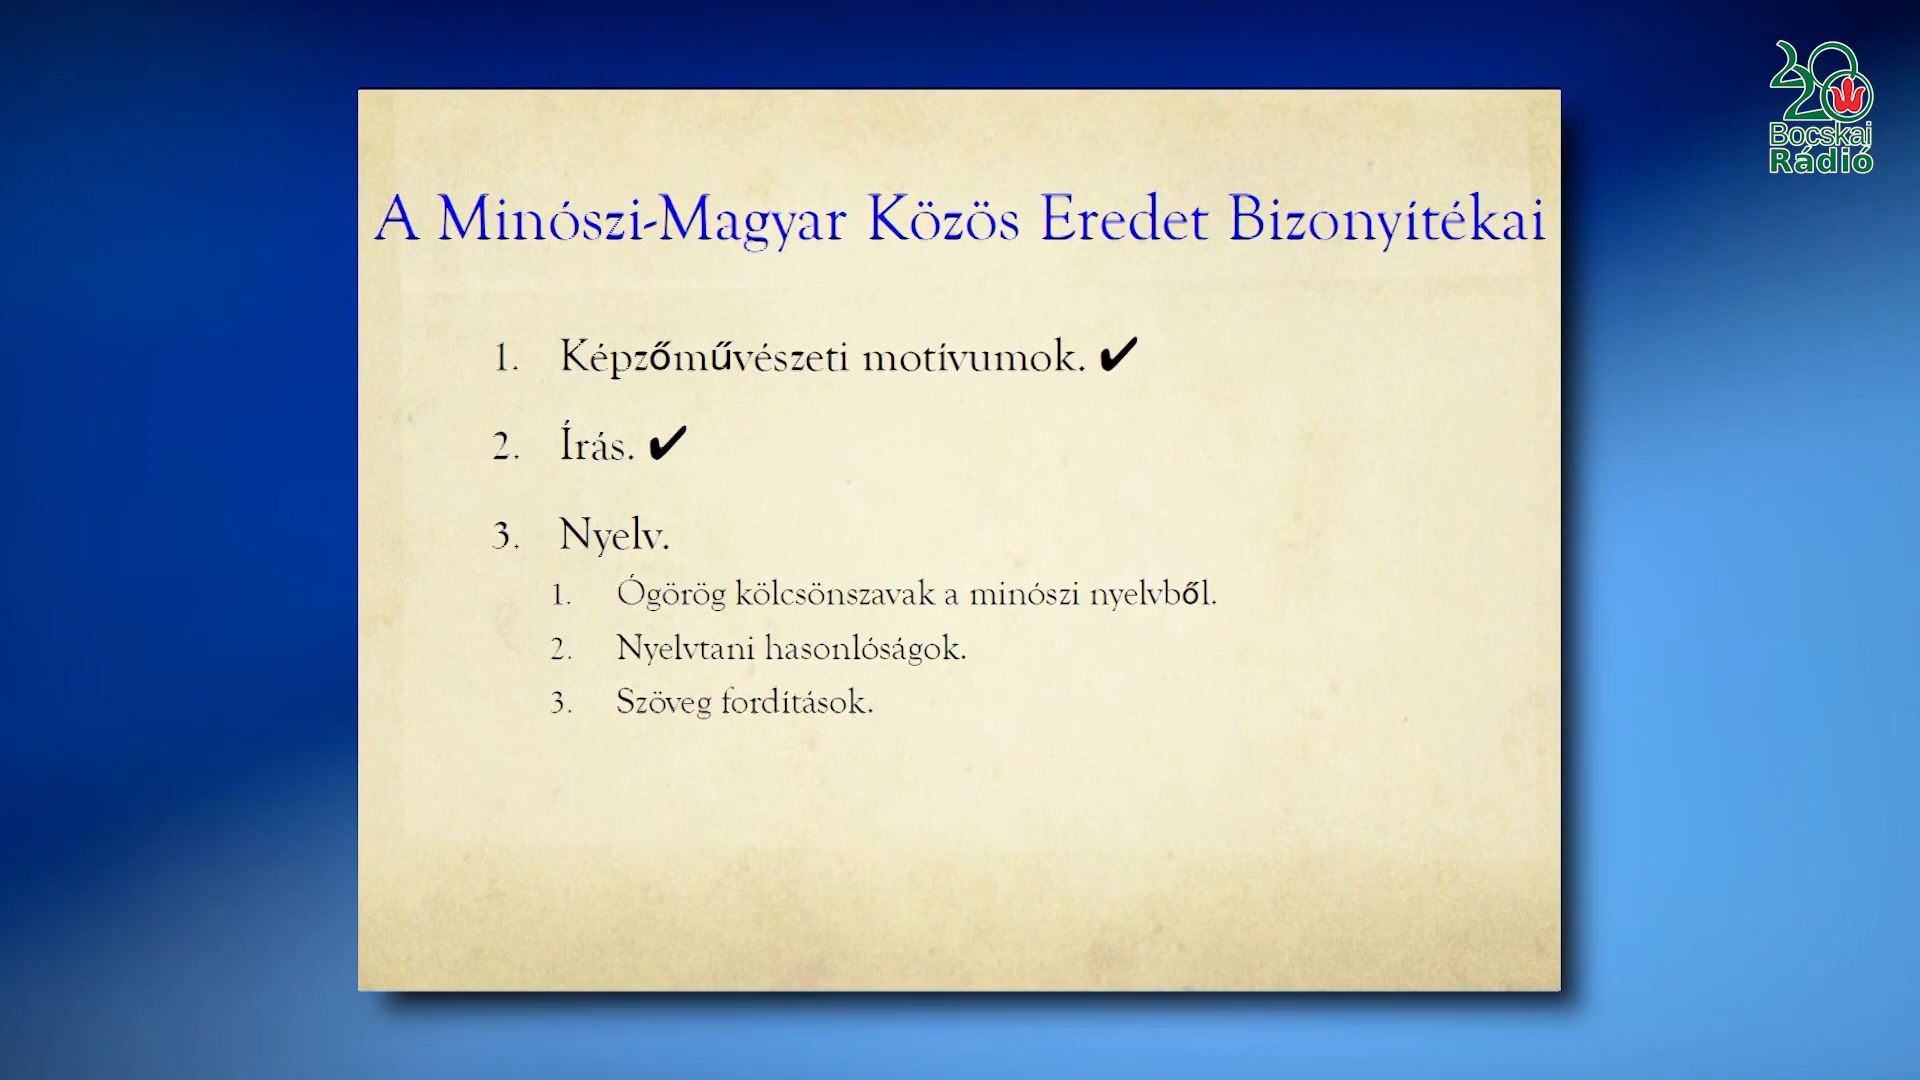 20
Bocskai
Rádió
A Minószi-Magyar Közös Eredet Bizonyítékai
1. Képzőművészeti motívumok. ✔
2. Írás. ✔
3. Nyelv.
1. Ógörög kölcsönszavak a minószi nyelvből.
2. Nyelvtani hasonlóságok.
3. Szöveg fordítások.